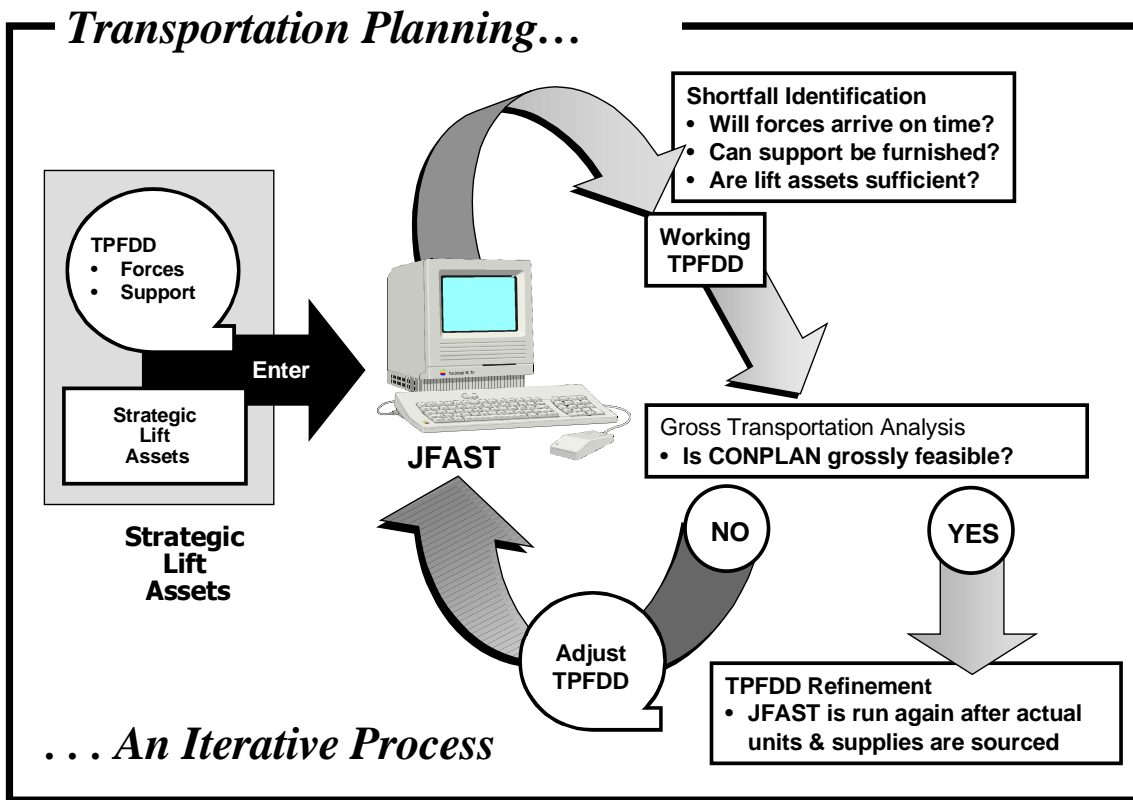 Transportation Planning…
Shortfall Identification
• Will forces arrive on time?
• Can support be furnished?
• Are lift assets sufficient?
TPFDD
• Forces
• Support
Working
TPFDD
Enter
Strategic
Lift
Assets
JFAST
Gross Transportation Analysis
• Is CONPLAN grossly feasible?
Strategic
Lift
Assets
NO
YES
Adjust
TPFDD
TPFDD Refinement
• JFAST is run again after actual
units & supplies are sourced
. . . An Iterative Process